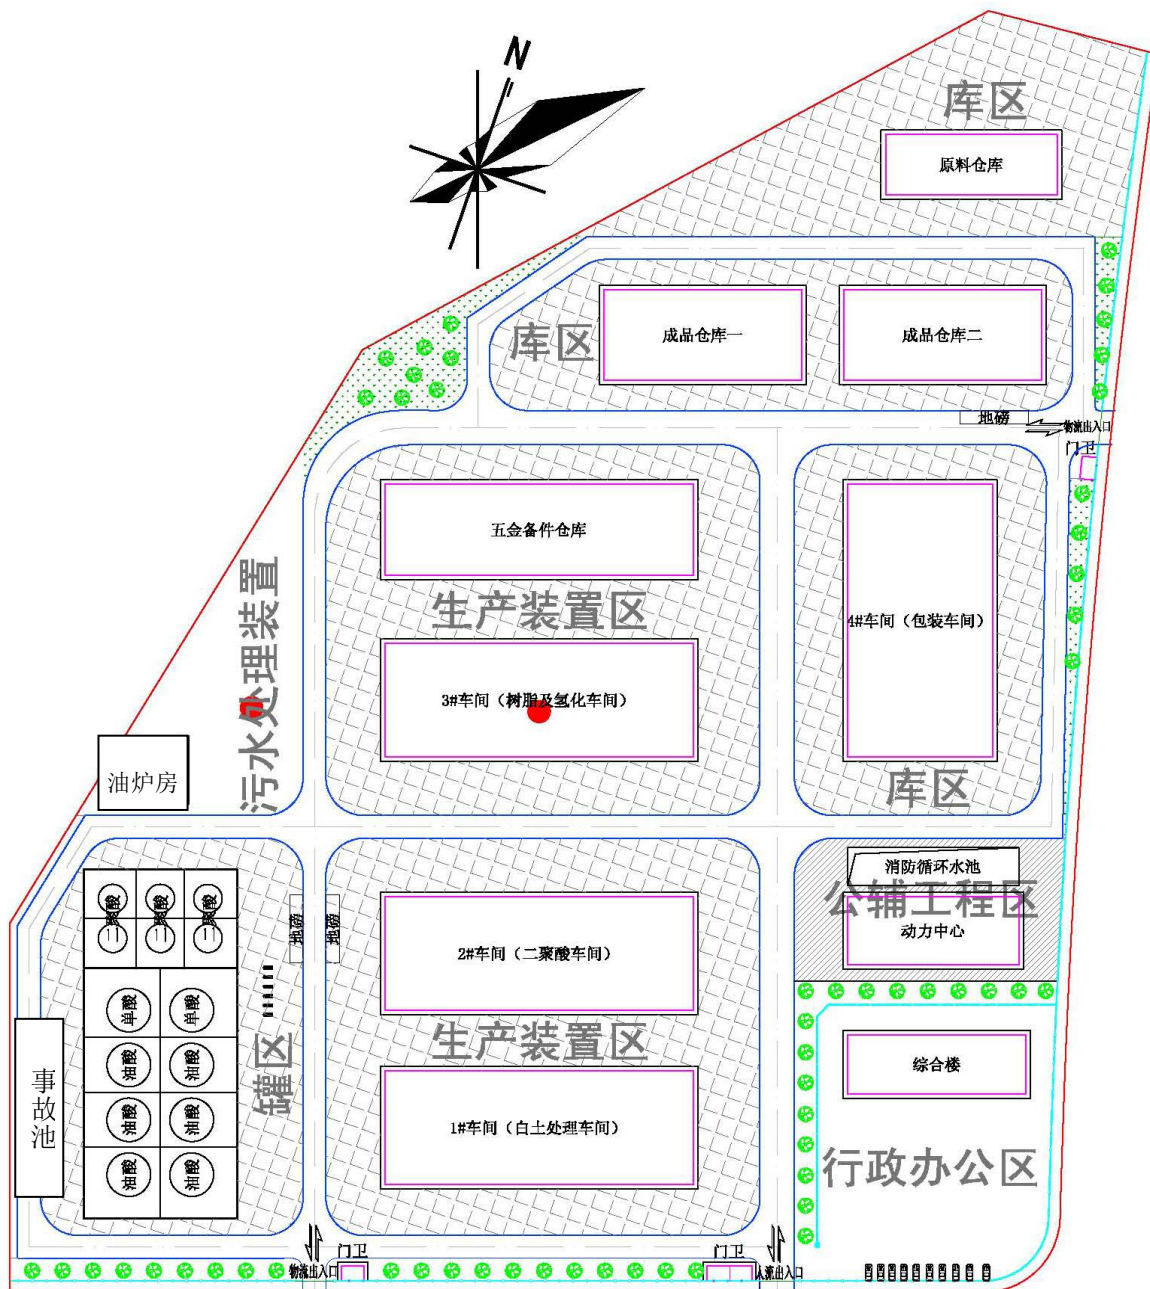 N
库区
原料仓库
库区
成品仓库一
成品仓库二
地磅
物流出入口
门卫
五金备件仓库
生产装置区
4#车间（包装车间）
污水处理装置
3#车间（树脂及氢化车间）
油炉房
库区
消防循环水池
公辅工程区
动力中心
二聚酸
二聚酸
二聚酸
地磅
地磅
2#车间（二聚酸车间）
单酸
单酸
罐区
生产装置区
综合楼
油酸
油酸
事故池
油酸
油酸
1#车间（白土处理车间）
油酸
油酸
行政办公区
物流出入口
门卫
门卫
人流出入口